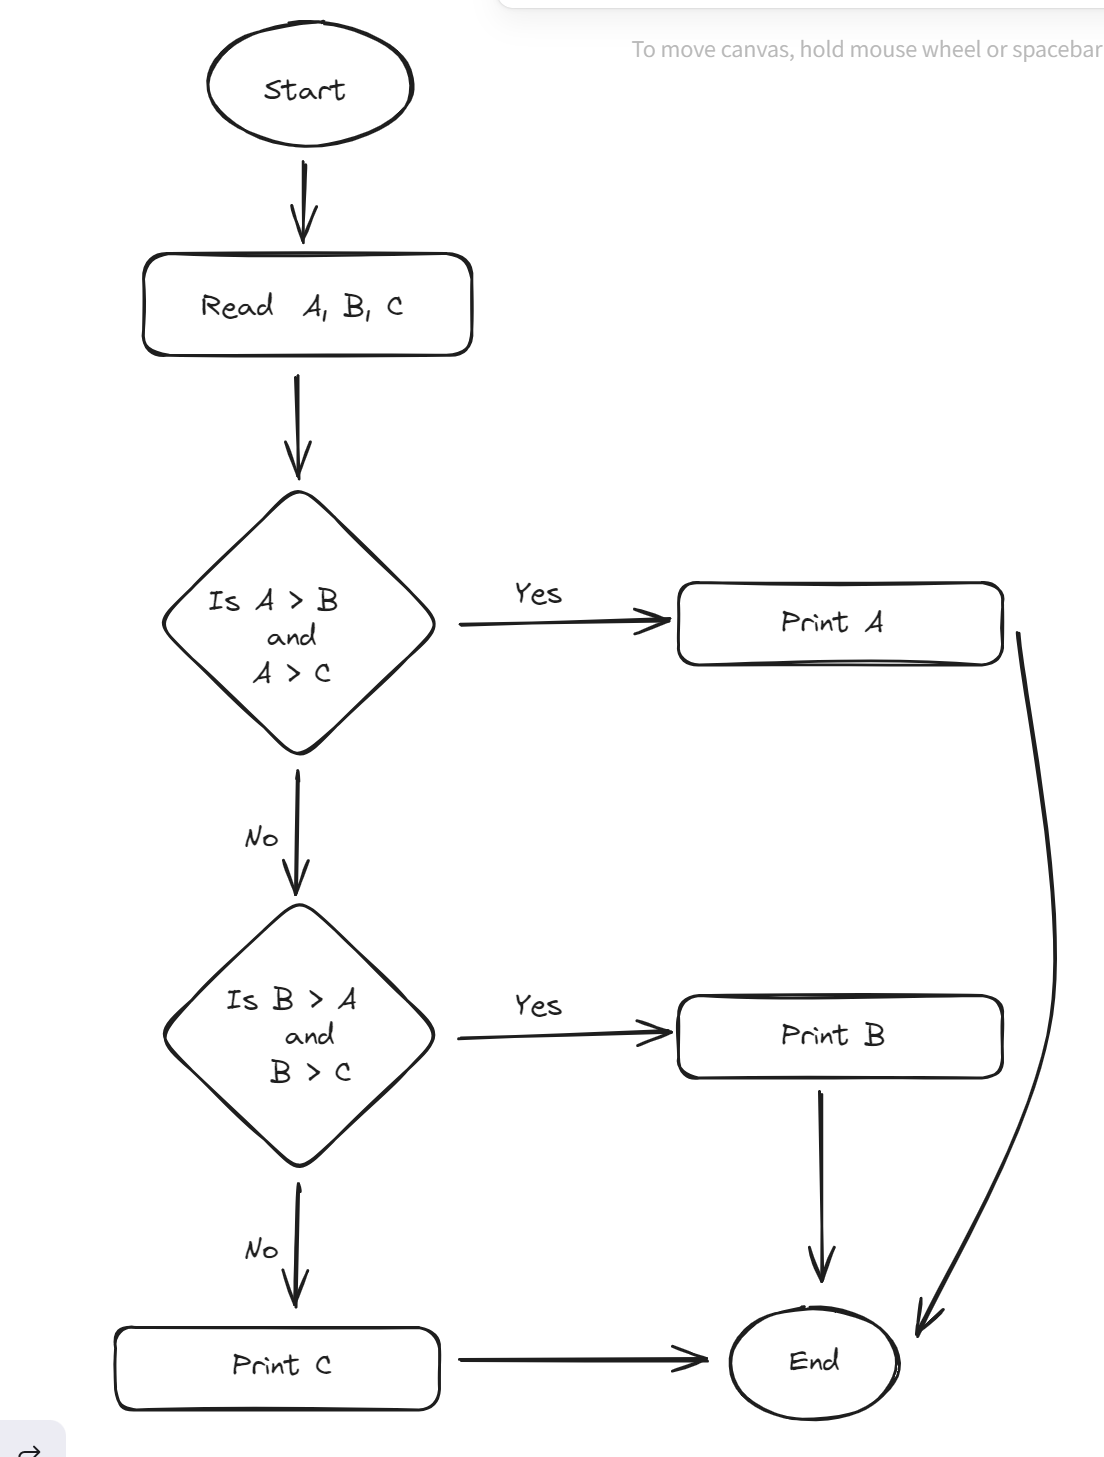 To move canvas, hold mouse wheel or spacebar
Start
Read A, B, C
Is A > B
and
A > C
Yes
Print A
No
Is B > A
and
B > C
Yes
Print B
No
Print C
End